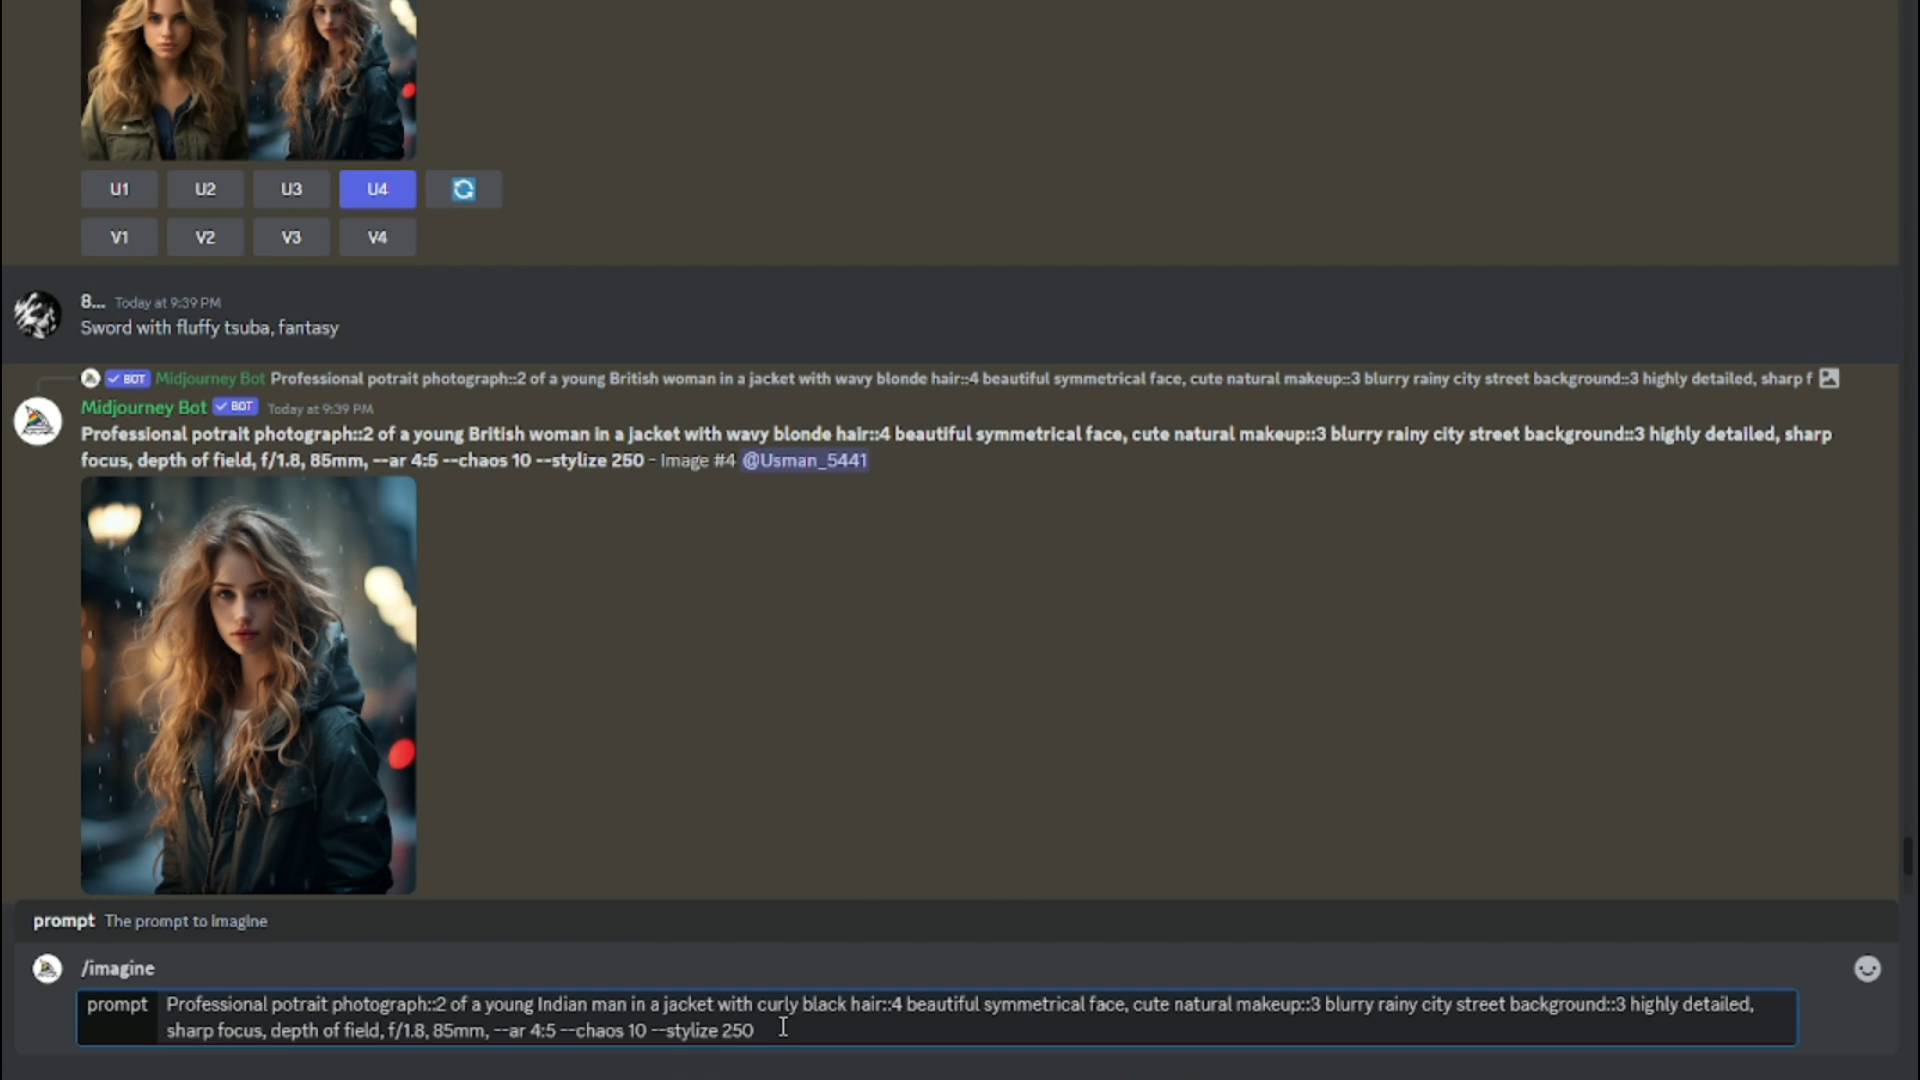 U1 U2 U3 U4
V1 V2 V3 V4
8... Today at 9:39 PM
Sword with fluffy tsuba, fantasy
BOT Midjourney Bot Professional potrait photograph::2 of a young British woman in a jacket with wavy blonde hair::4 beautiful symmetrical face, cute natural makeup::3 blurry rainy city street background::3 highly detailed, sharp f
Midjourney Bot BOT Today at 9:39 PM
Professional potrait photograph::2 of a young British woman in a jacket with wavy blonde hair::4 beautiful symmetrical face, cute natural makeup::3 blurry rainy city street background::3 highly detailed, sharp
focus, depth of field, f/1.8, 85mm, --ar 4:5 --chaos 10 --stylize 250 - Image #4 @Usman_5441
prompt The prompt to imagine
/imagine
prompt Professional potrait photograph::2 of a young Indian man in a jacket with curly black hair::4 beautiful symmetrical face, cute natural makeup::3 blurry rainy city street background::3 highly detailed,
sharp focus, depth of field, f/1.8, 85mm, --ar 4:5 --chaos 10 --stylize 250